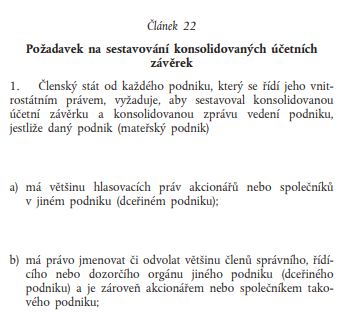 Článek 22
Požadavek na sestavování konsolidovaných účetních
závěrek
1. Členský stát od každého podniku, který se řídí jeho vnit-
rostátním právem, vyžaduje, aby sestavoval konsolidovanou
účetní závěrku a konsolidovanou zprávu vedení podniku,
jestliže daný podnik (mateřský podnik)
a) má většinu hlasovacích práv akcionářů nebo společníků
v jiném podniku (dceřiném podniku);
b) má právo jmenovat či odvolat většinu členů správního, řídí-
cího nebo dozorčího orgánu jiného podniku (dceřiného
podniku) a je zároveň akcionářem nebo společníkem tako-
vého podniku;